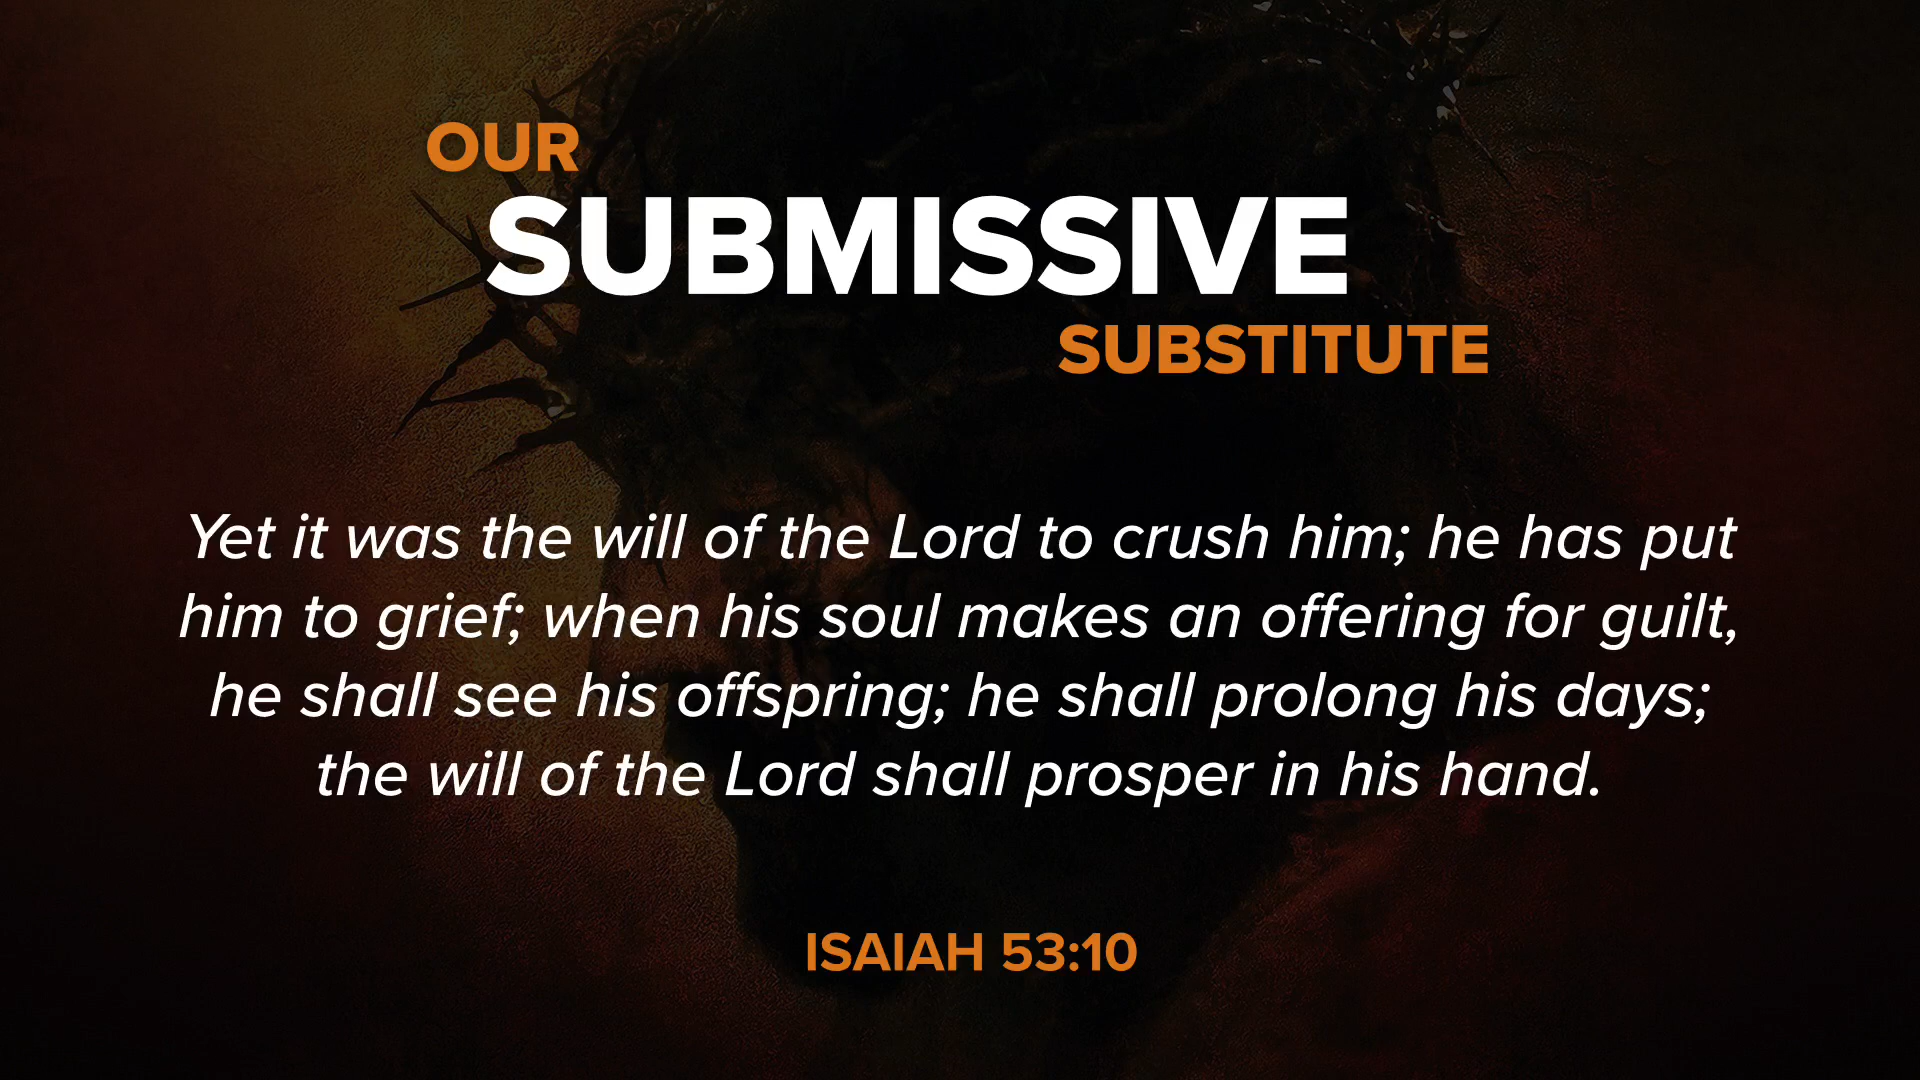 OUR
SUBMISSIVE
SUBSTITUTE
Yet it was the will of the Lord to crush him; he has put
him to grief; when his soul makes an offering for guilt,
he shall see his offspring; he shall prolong his days;
the will of the Lord shall prosper in his hand.
ISAIAH 53:10